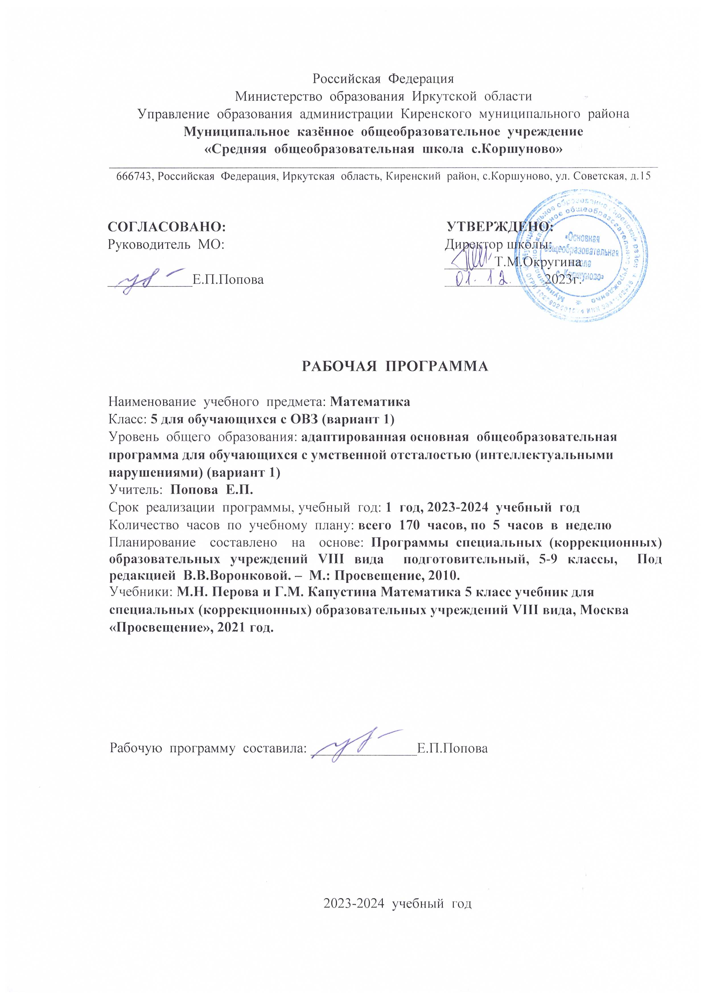 Российская Федерация
Министерство образования Иркутской области
Управление образования администрации Киренского муниципального района
Муниципальное казённое общеобразовательное учреждение
«Средняя общеобразовательная школа с.Коршуново»
666743, Российская Федерация, Иркутская область, Киренский район, с.Коршуново, ул. Советская, д.15
СОГЛАСОВАНО:
Руководитель МО:
Е.П.Попова
УТВЕРЖДЕНО:
Директор школы:
Т.М.Округина
01. 12. 2023г.
«Основная
общеобразовательная
школа
с. Коршуново»
РАБОЧАЯ ПРОГРАММА
Наименование учебного предмета: Математика
Класс: 5 для обучающихся с ОВЗ (вариант 1)
Уровень общего образования: адаптированная основная общеобразовательная
программа для обучающихся с умственной отсталостью (интеллектуальными
нарушениями) (вариант 1)
Учитель: Попова Е.П.
Срок реализации программы, учебный год: 1 год, 2023-2024 учебный год
Количество часов по учебному плану: всего 170 часов, по 5 часов в неделю
Планирование составлено на основе: Программы специальных (коррекционных)
образовательных учреждений VIII вида подготовительный, 5-9 классы, Под
редакцией В.В.Воронковой. – М.: Просвещение, 2010.
Учебники: М.Н. Перова и Г.М. Капустина Математика 5 класс учебник для
специальных (коррекционных) образовательных учреждений VIII вида, Москва
«Просвещение», 2021 год.
Рабочую программу составила: Е.П.Попова
2023-2024 учебный год